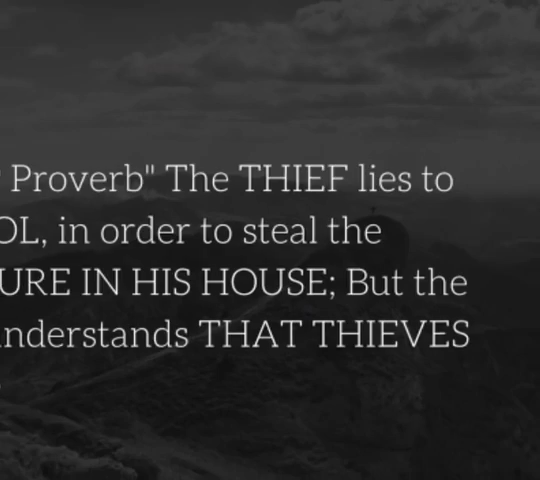 Proverb" The THIEF lies to
OL, in order to steal the
URE IN HIS HOUSE; But the
nderstands THAT THIEVES